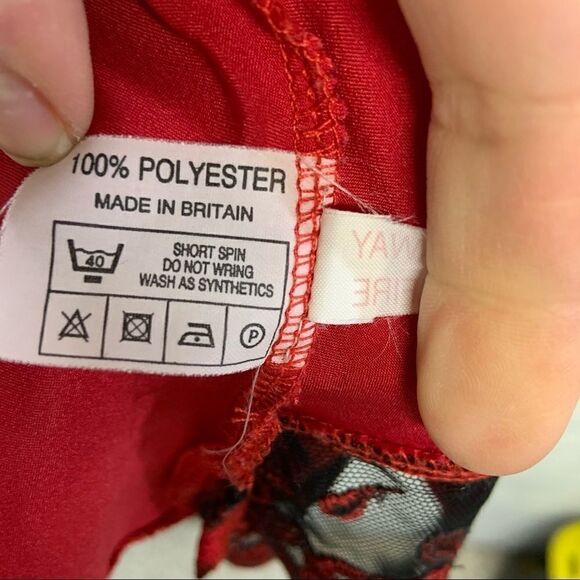 100% POLYESTER
MADE IN BRITAIN
40
SHORT SPIN
DO NOT WRING
WASH AS SYNTHETICS
P